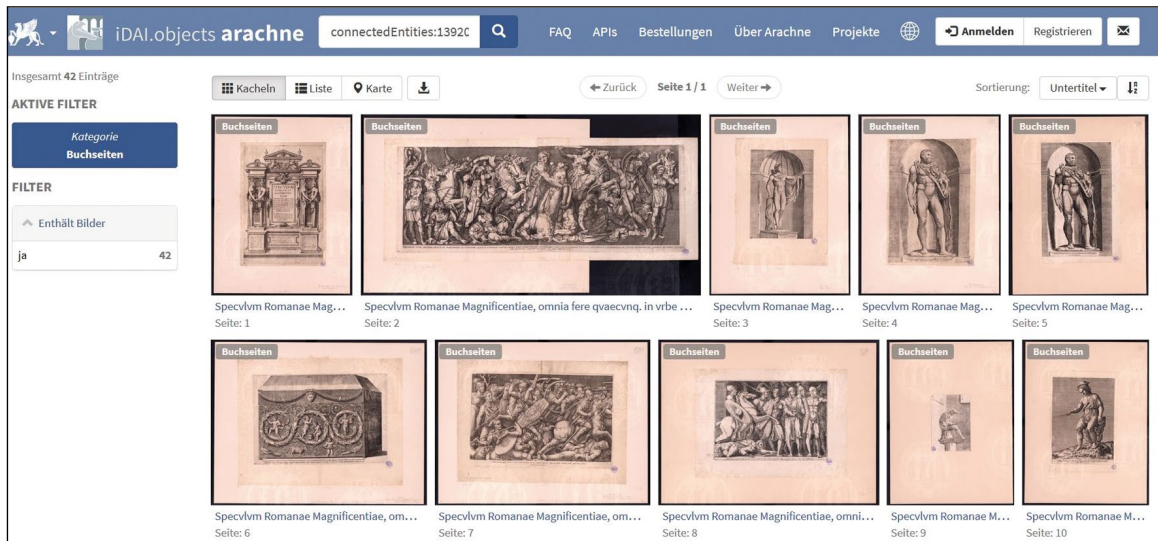 iDAI.objects arachne
connectedEntities:1392C
FAQ APIs Bestellungen Über Arachne Projekte Anmelden Registrieren
Insgesamt 42 Einträge
AKTIVE FILTER
Kategorie
Buchseiten
FILTER
Enthält Bilder
ja 42
Kacheln Liste Karte Zurück Seite 1 / 1 Weiter Sortierung: Untertitel
Buchseiten Buchseiten Buchseiten Buchseiten Buchseiten
Specvlvm Romanae Mag... Specvlvm Romanae Magnificentiae, omnia fere qvaecvnq. in vrbe ... Specvlvm Romanae Mag... Specvlvm Romanae Mag... Specvlvm Romanae Mag...
Seite: 1 Seite: 2 Seite: 3 Seite: 4 Seite: 5
Buchseiten Buchseiten Buchseiten Buchseiten Buchseiten
Specvlvm Romanae Magnificentiae, om... Specvlvm Romanae Magnificentiae, om... Specvlvm Romanae Magnificentiae, omni... Specvlvm Romanae M... Specvlvm Romanae M...
Seite: 6 Seite: 7 Seite: 8 Seite: 9 Seite: 10